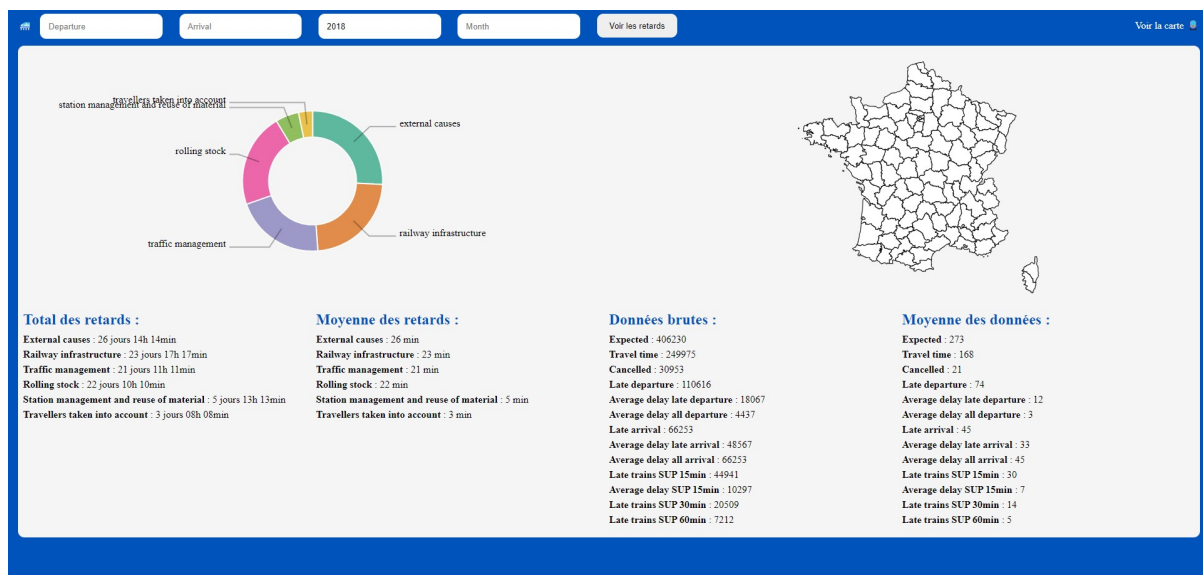 Departure
Arrival
2018
Month
Voir les retards
Voir la carte
travellers taken into account
station management and reuse of material
external causes
rolling stock
railway infrastructure
traffic management
Total des retards :
External causes : 26 jours 14h 14min
Railway infrastructure : 23 jours 17h 17min
Traffic management : 21 jours 11h 11min
Rolling stock : 22 jours 10h 10min
Station management and reuse of material : 5 jours 13h 13min
Travellers taken into account : 3 jours 08h 08min
Moyenne des retards :
External causes : 26 min
Railway infrastructure : 23 min
Traffic management : 21 min
Rolling stock : 22 min
Station management and reuse of material : 5 min
Travellers taken into account : 3 min
Données brutes :
Expected : 406230
Travel time : 249975
Cancelled : 30953
Late departure : 110616
Average delay late departure : 18067
Average delay all departure : 4437
Late arrival : 66253
Average delay late arrival : 48567
Average delay all arrival : 66253
Late trains SUP 15min : 44941
Average delay SUP 15min : 10297
Late trains SUP 30min : 20509
Late trains SUP 60min : 7212
Moyenne des données :
Expected : 273
Travel time : 168
Cancelled : 21
Late departure : 74
Average delay late departure : 12
Average delay all departure : 3
Late arrival : 45
Average delay late arrival : 33
Average delay all arrival : 45
Late trains SUP 15min : 30
Average delay SUP 15min : 7
Late trains SUP 30min : 14
Late trains SUP 60min : 5